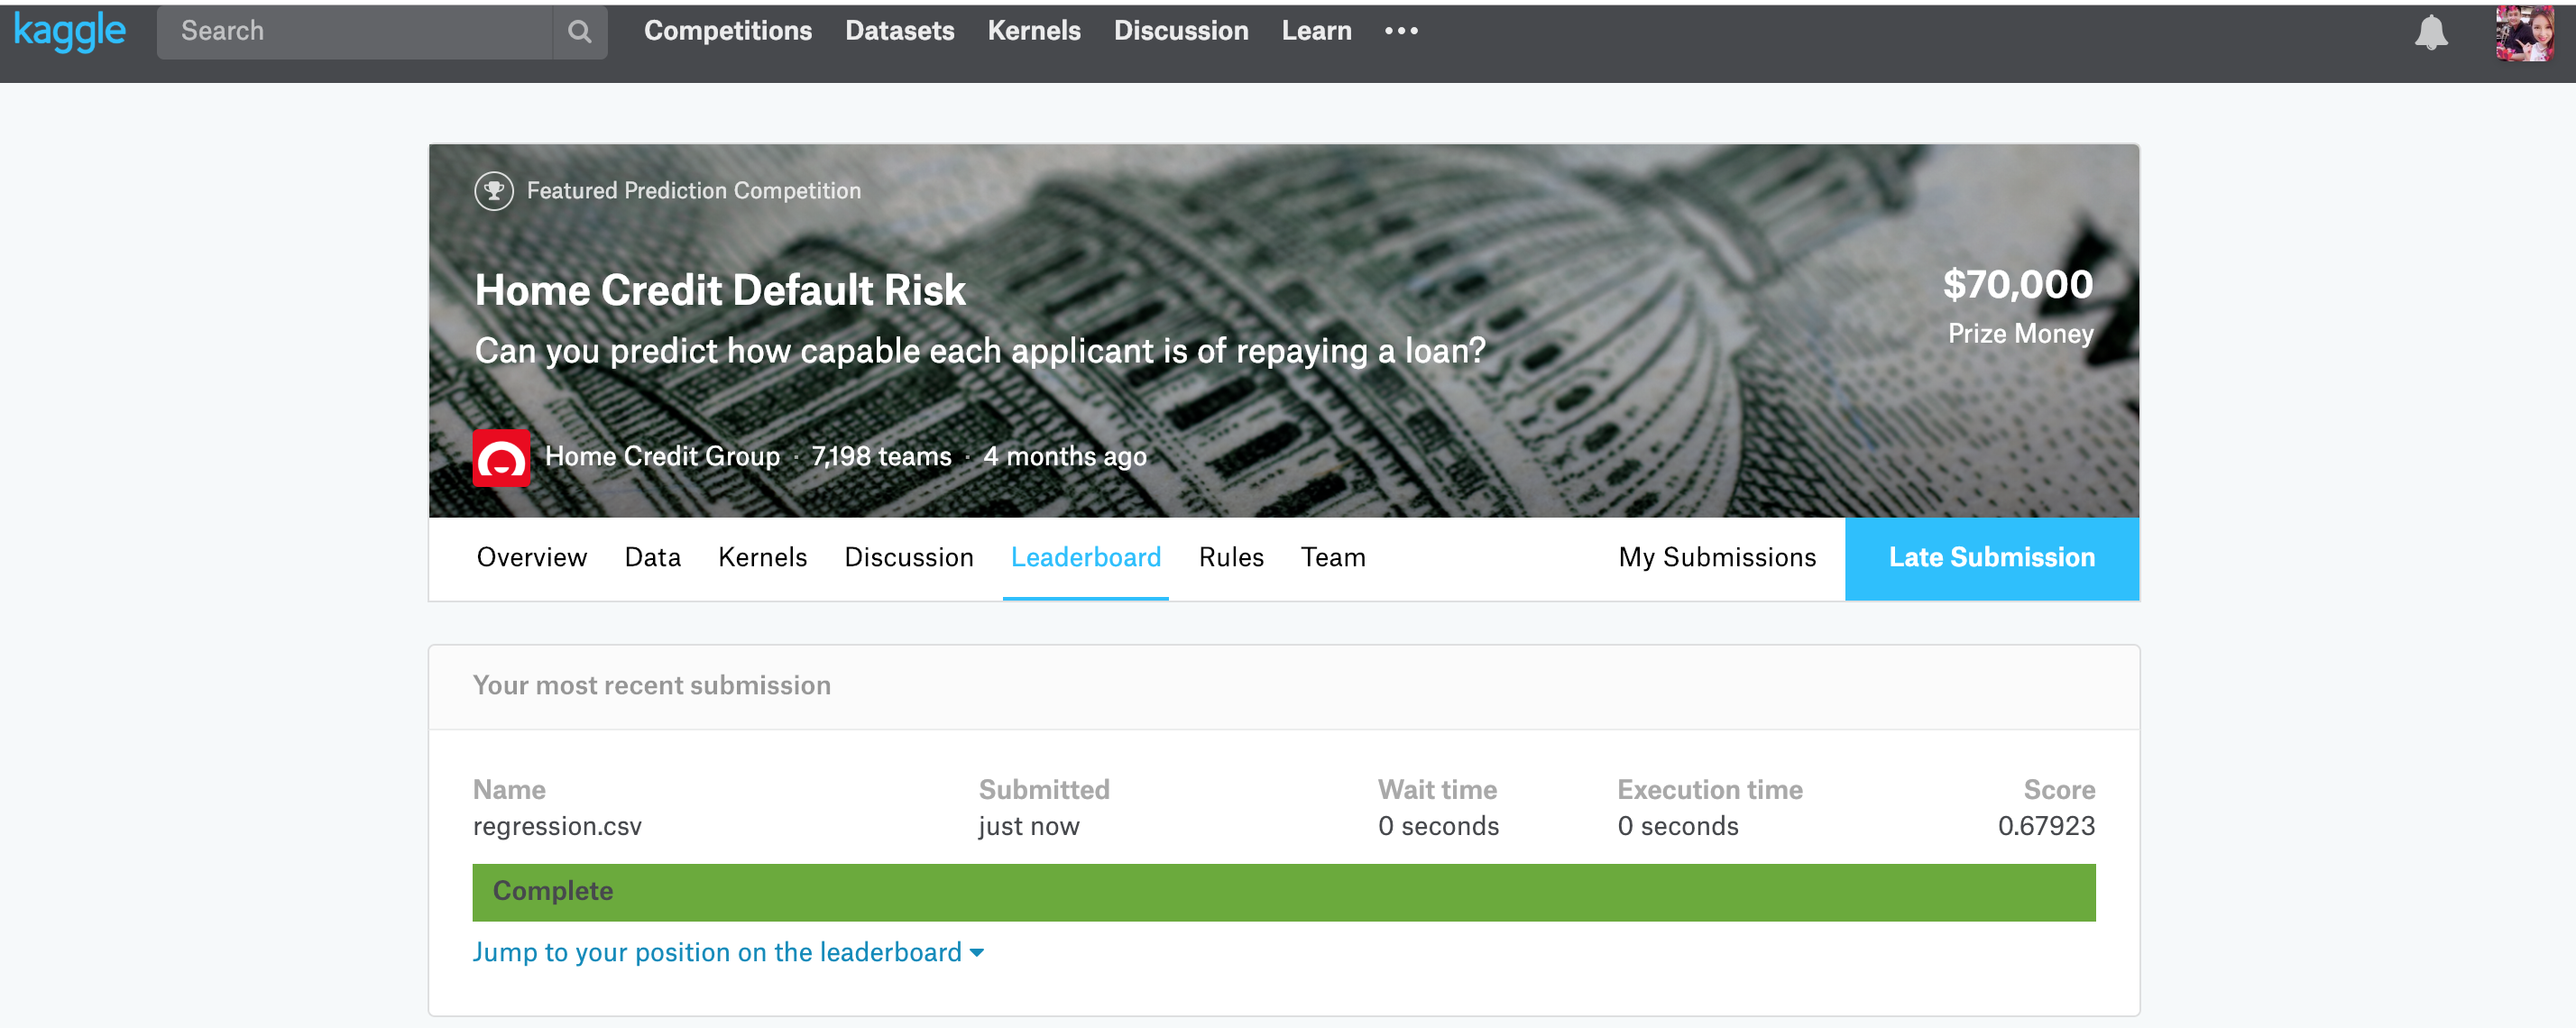 kaggle Search Competitions Datasets Kernels Discussion Learn
Featured Prediction Competition
Home Credit Default Risk
$70,000
Can you predict how capable each applicant is of repaying a loan?
Prize Money
Home Credit Group · 7,198 teams · 4 months ago
Overview Data Kernels Discussion Leaderboard Rules Team My Submissions Late Submission
Your most recent submission
Name Submitted Wait time Execution time Score
regression.csv just now 0 seconds 0 seconds 0.67923
Complete
Jump to your position on the leaderboard